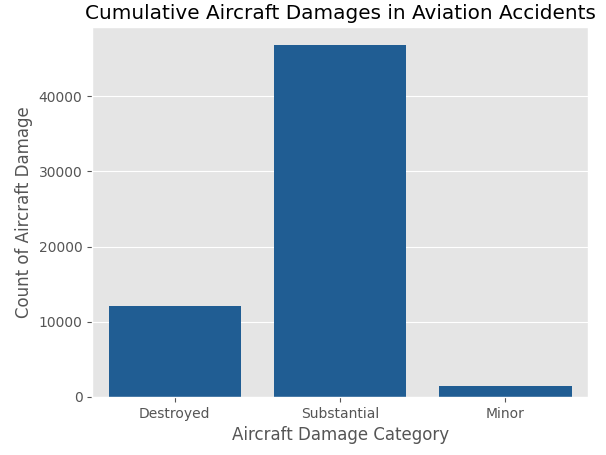 Cumulative Aircraft Damages in Aviation Accidents
Count of Aircraft Damage
40000
30000
20000
10000
0
Destroyed
Substantial
Minor
Aircraft Damage Category